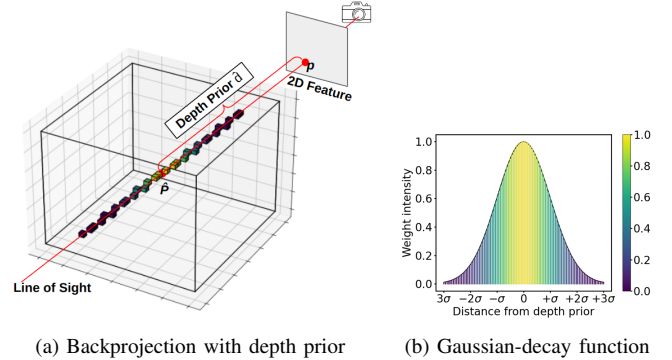 p
2D Feature
Depth Prior d̂
P̂
Line of Sight
(a) Backprojection with depth prior
Weight intensity
1.0
0.8
0.6
0.4
0.2
0.0
3σ −2σ −σ 0 +σ +2σ +3σ
Distance from depth prior
1.0
0.8
0.6
0.4
0.2
0.0
(b) Gaussian-decay function